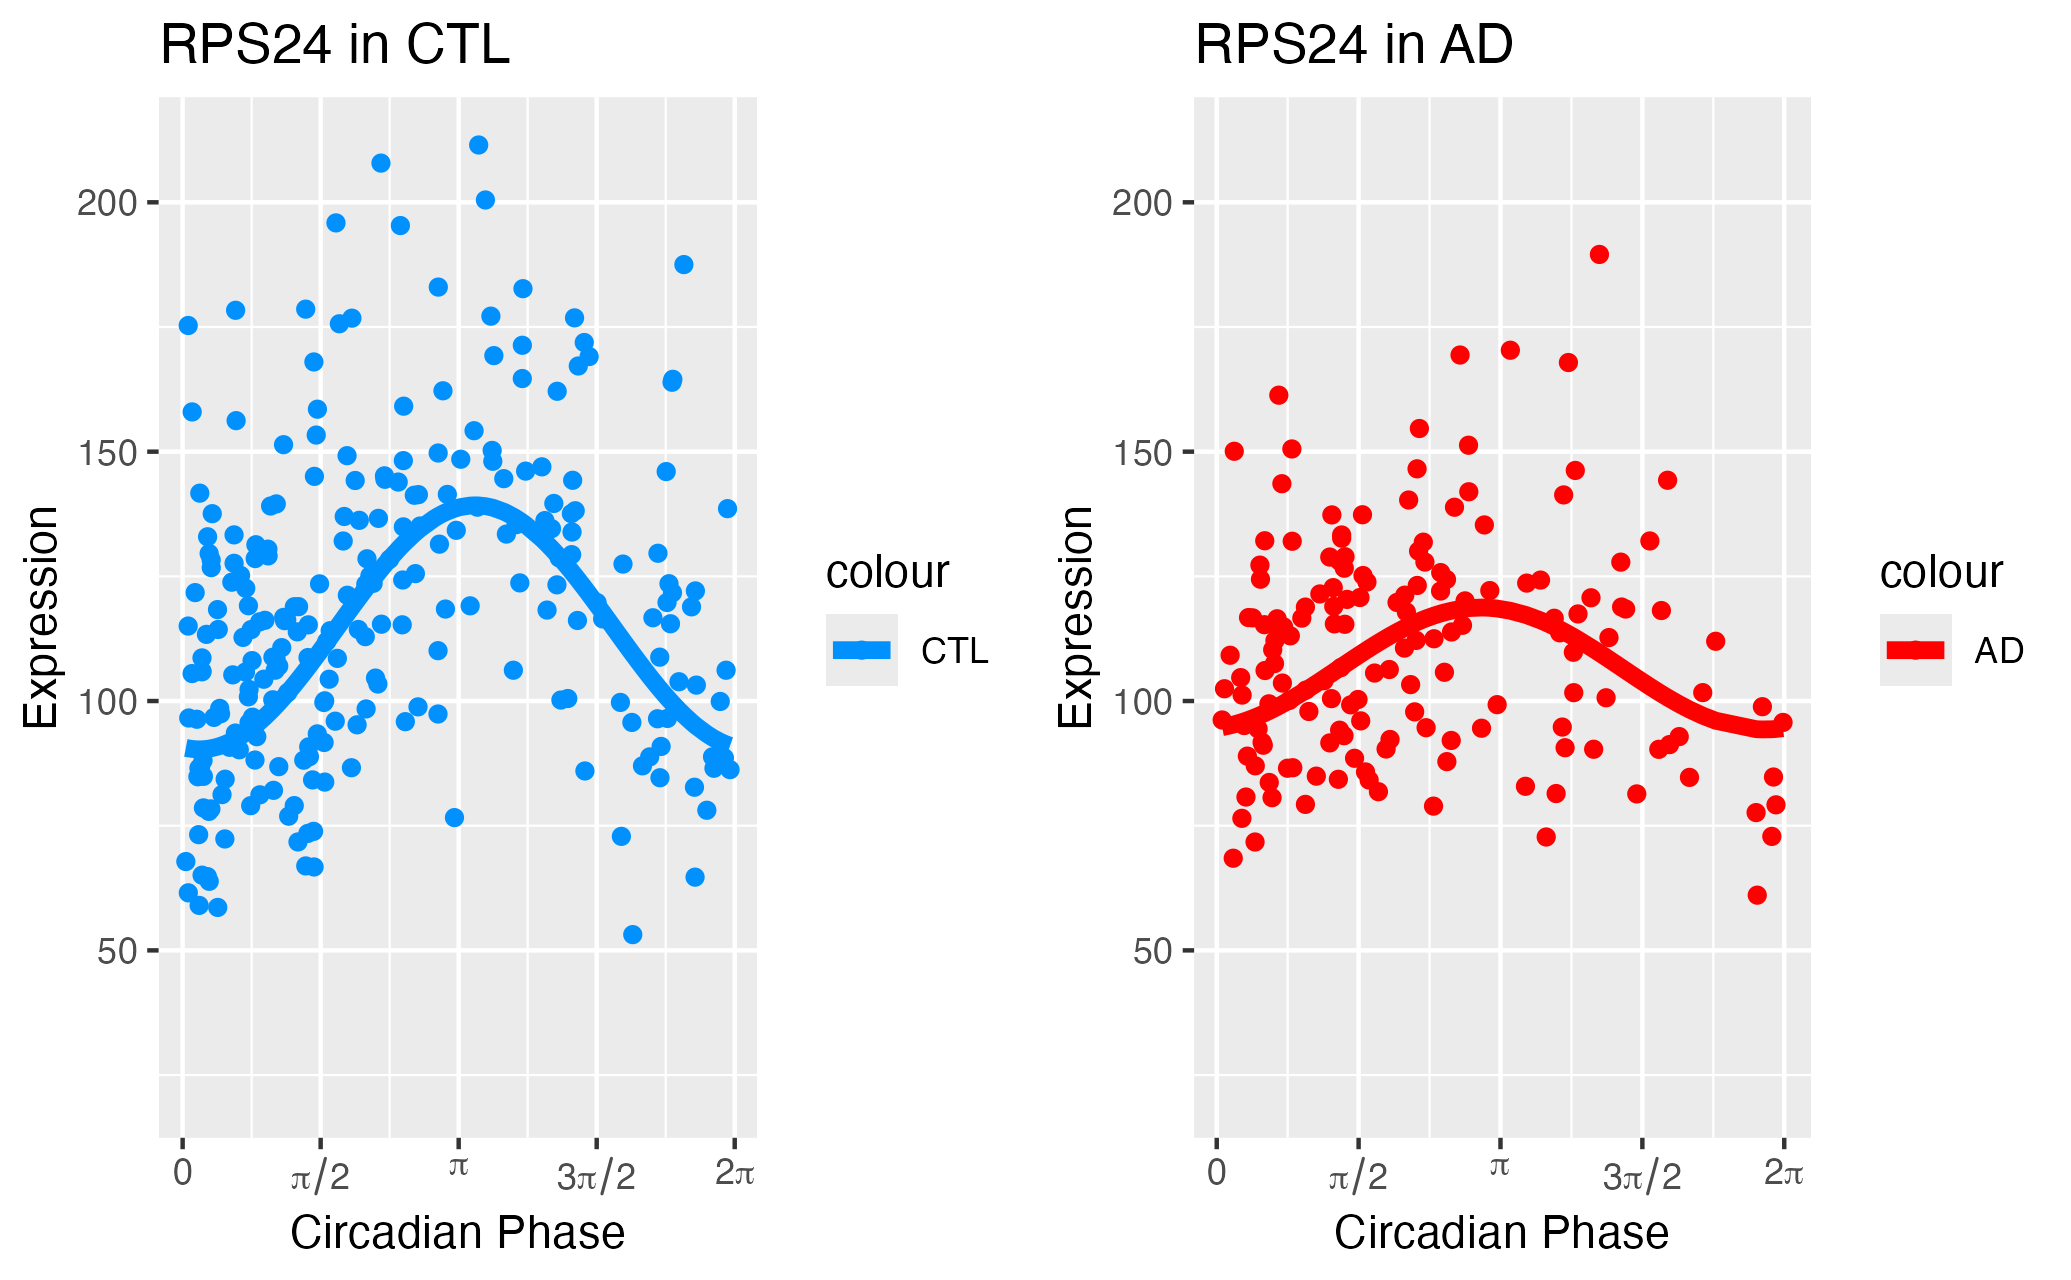 RPS24 in CTL
200
150
100
50
Expression
0 π/2 π 3π/2 2π
Circadian Phase
colour
CTL
RPS24 in AD
200
150
100
50
Expression
0 π/2 π 3π/2 2π
Circadian Phase
colour
AD